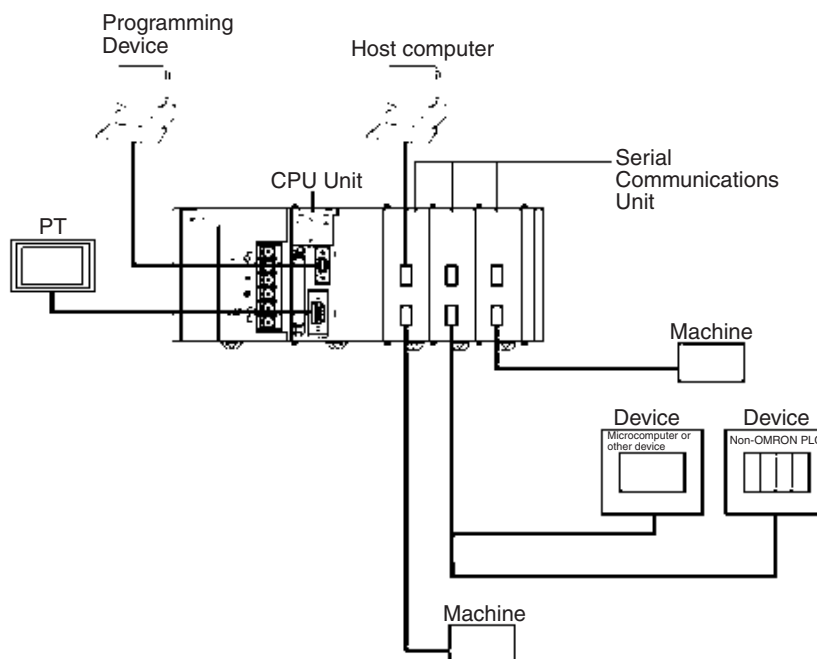 Programming
Device
Host computer
Serial
Communications
Unit
CPU Unit
PT
Machine
Device
Microcomputer or
other device
Device
Non-OMRON PLC
Machine